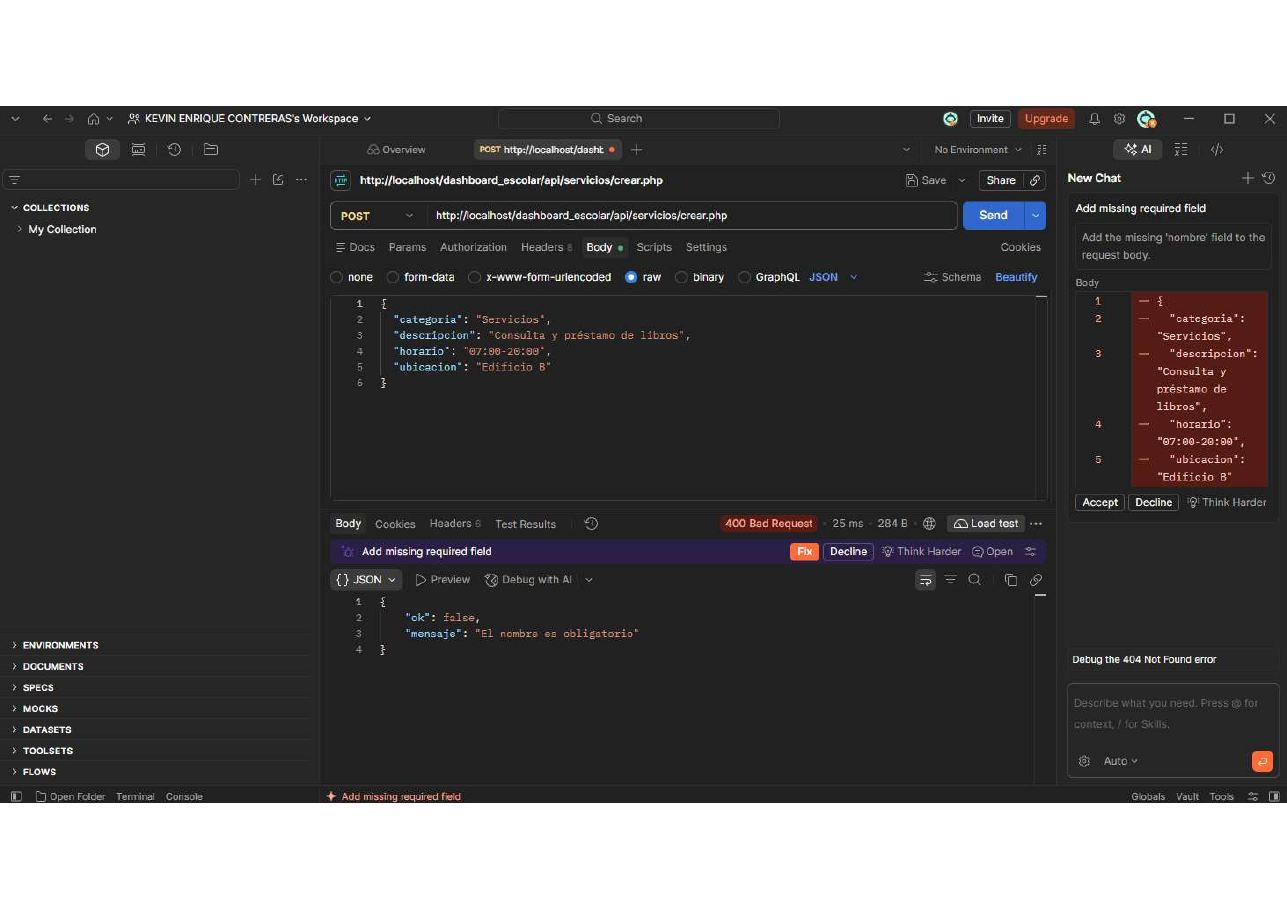 KEVIN ENRIQUE CONTRERAS's Workspace
Search
Invite
Upgrade
Overview
POST http://localhost/dashb
No Environment
AI
http://localhost/dashboard_escolar/api/servicios/crear.php
Save
Share
New Chat
COLLECTIONS
My Collection
POST
http://localhost/dashboard_escolar/api/servicios/crear.php
Send
Add missing required field
Add the missing 'nombre' field to the
request body.
Docs Params Authorization Headers 8 Body Scripts Settings
Cookies
none form-data x-www-form-urlencoded raw binary GraphQL JSON
Schema Beautify
1 {
2 "categoria": "Servicios",
3 "descripcion": "Consulta y préstamo de libros",
4 "horario": "07:00-20:00",
5 "ubicacion": "Edificio B"
6 }
Body
1 — {
2 — "categoria":
"Servicios",
3 — "descripcion":
"Consulta y
préstamo de
libros",
4 — "horario":
"07:00-20:00",
5 — "ubicacion":
"Edificio B"
Accept Decline Think Harder
Body Cookies Headers 6 Test Results
400 Bad Request • 25 ms • 284 B
Load test
Add missing required field
Fix Decline Think Harder Open
{} JSON Preview Debug with AI
1 {
2 "ok": false,
3 "mensaje": "El nombre es obligatorio"
4 }
ENVIRONMENTS
DOCUMENTS
SPECS
MOCKS
DATASETS
TOOLSETS
FLOWS
Debug the 404 Not Found error
Describe what you need. Press @ for
context, / for Skills.
Auto
Open Folder Terminal Console
Add missing required field
Globals Vault Tools